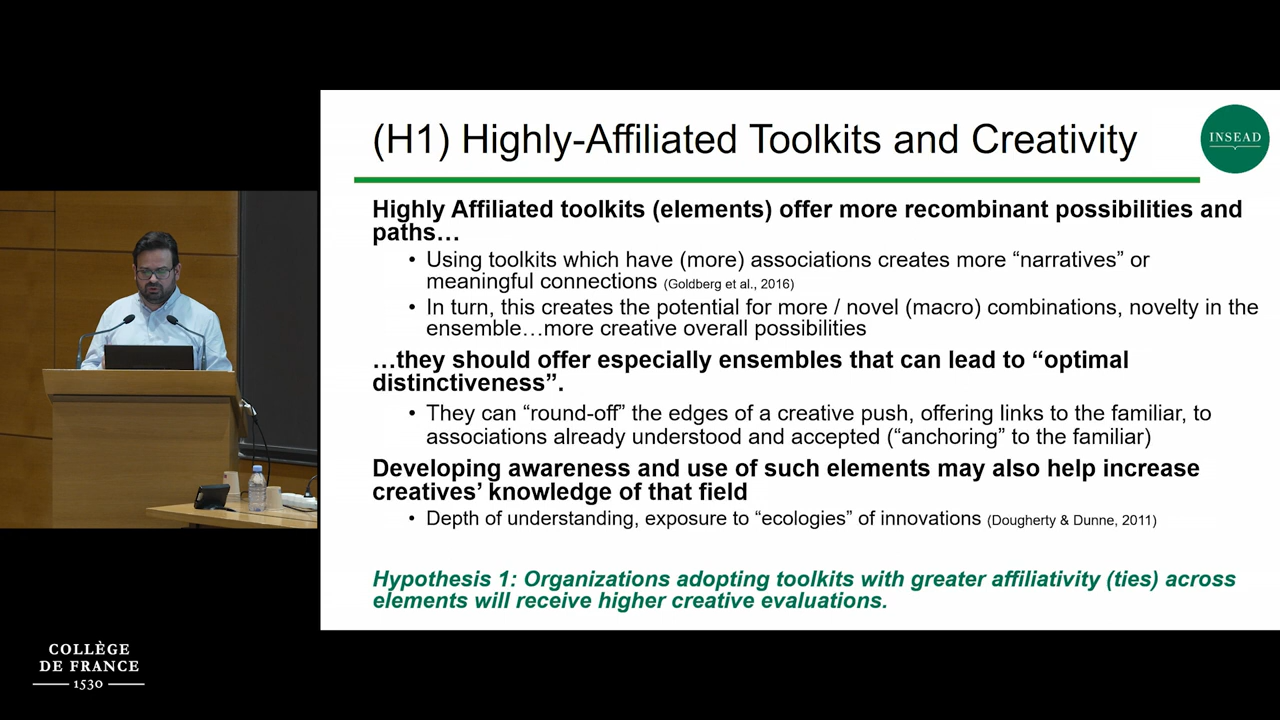 (H1) Highly-Affiliated Toolkits and Creativity
INSEAD
Highly Affiliated toolkits (elements) offer more recombinant possibilities and
paths…
• Using toolkits which have (more) associations creates more “narratives” or
meaningful connections (Goldberg et al., 2016)
• In turn, this creates the potential for more / novel (macro) combinations, novelty in the
ensemble…more creative overall possibilities
…they should offer especially ensembles that can lead to “optimal
distinctiveness”.
• They can “round-off” the edges of a creative push, offering links to the familiar, to
associations already understood and accepted (“anchoring” to the familiar)
Developing awareness and use of such elements may also help increase
creatives’ knowledge of that field
• Depth of understanding, exposure to “ecologies” of innovations (Dougherty & Dunne, 2011)
Hypothesis 1: Organizations adopting toolkits with greater affiliativity (ties) across
elements will receive higher creative evaluations.
COLLÈGE
DE FRANCE
1530